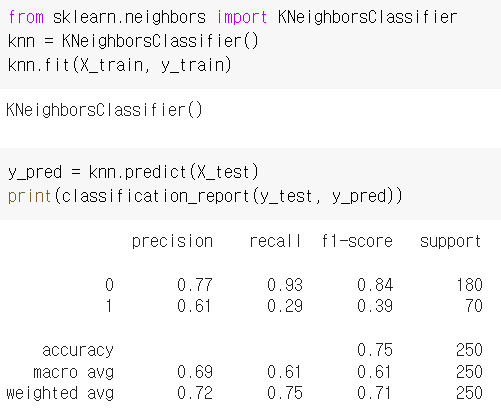 from sklearn.neighbors import KNeighborsClassifier
knn = KNeighborsClassifier()
knn.fit(X_train, y_train)
KNeighborsClassifier()
y_pred = knn.predict(X_test)
print(classification_report(y_test, y_pred))
precision recall f1-score support
0 0.77 0.93 0.84 180
1 0.61 0.29 0.39 70
accuracy 0.75 250
macro avg 0.69 0.61 0.61 250
weighted avg 0.72 0.75 0.71 250